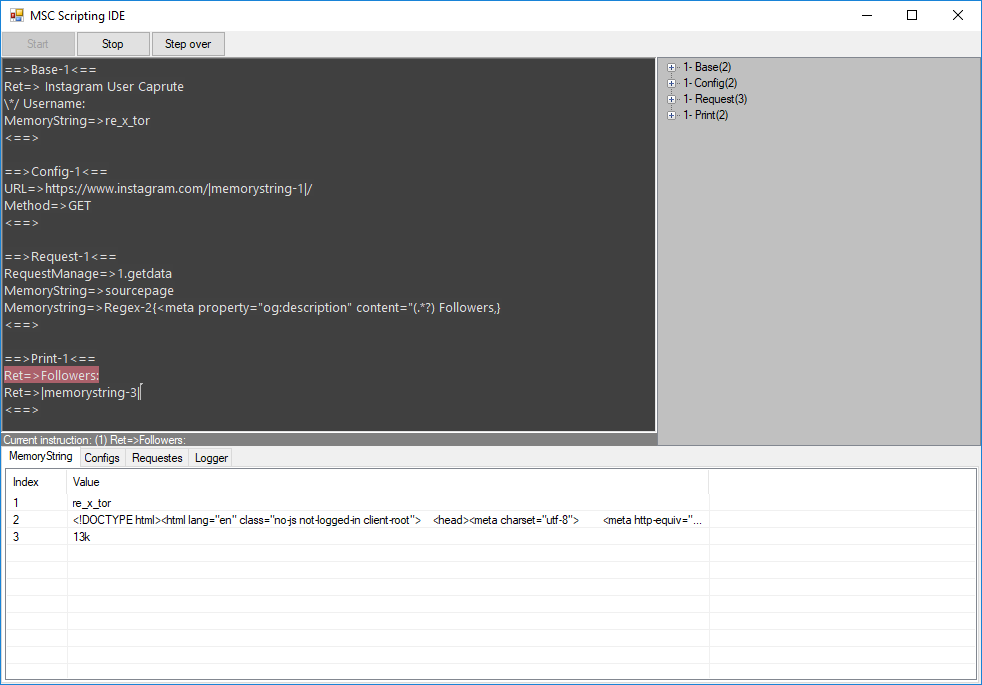 MSC Scripting IDE
Start Stop Step over
==>Base-1<==
Ret=> Instagram User Caprute
\*/ Username:
MemoryString=>re_x_tor
<==>
==>Config-1<==
URL=>https://www.instagram.com/|memorystring-1|/
Method=>GET
<==>
==>Request-1<==
RequestManage=>1.getdata
MemoryString=>sourcepage
Memorystring=>Regex-2{<meta property="og:description" content="(.*?) Followers,}
<==>
==>Print-1<==
Ret=>Followers:
Ret=>|memorystring-3|
<==>
1- Base(2)
1- Config(2)
1- Request(3)
1- Print(2)
Current instruction: (1) Ret=>Followers:
MemoryString Configs Requestes Logger
Index Value
1 re_x_tor
2 <!DOCTYPE html><html lang="en" class="no-js not-logged-in client-root"> <head><meta charset="utf-8"> <meta http-equiv="...
3 13k